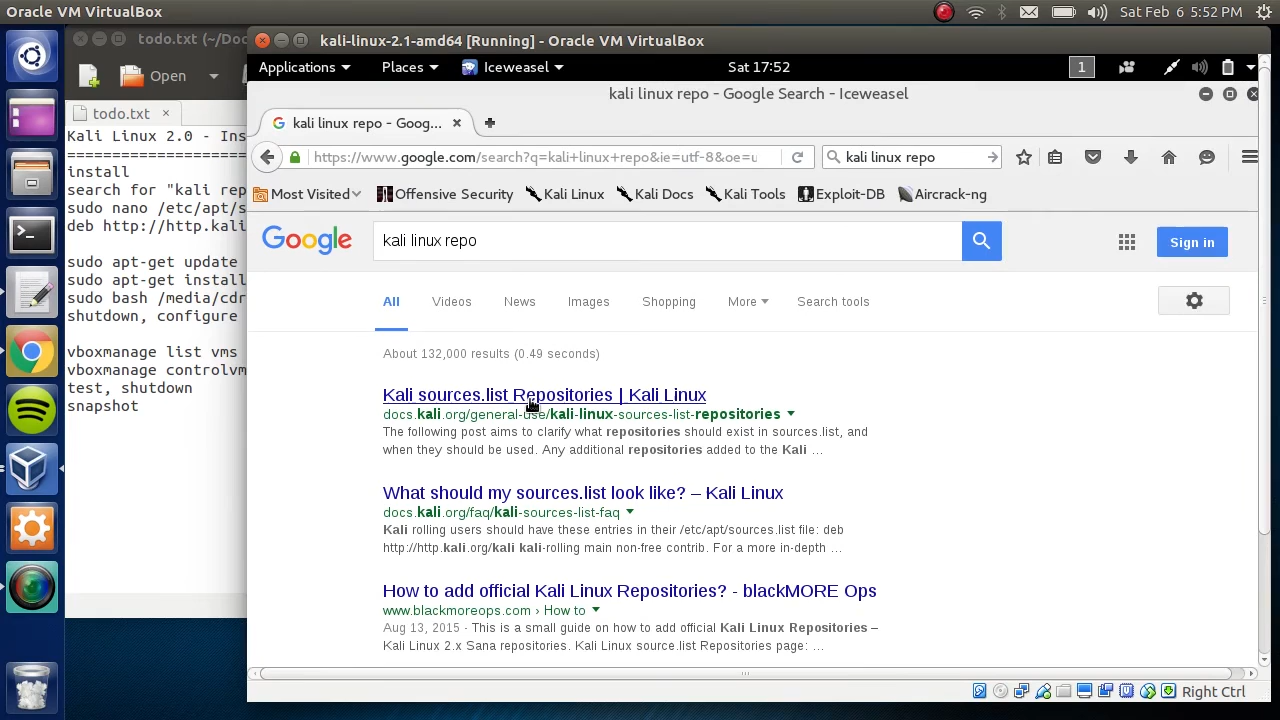 Oracle VM VirtualBox
Sat Feb 6 5:52 PM
todo.txt (~/Doc
Open
todo.txt ×
Kali Linux 2.0 - Ins
====================
install
search for "kali rep
sudo nano /etc/apt/s
deb http://http.kali
sudo apt-get update
sudo apt-get install
sudo bash /media/cdr
shutdown, configure
vboxmanage list vms
vboxmanage controlvm
test, shutdown
snapshot
kali-linux-2.1-amd64 [Running] - Oracle VM VirtualBox
Applications Places Iceweasel Sat 17:52 1
kali linux repo - Google Search - Iceweasel
kali linux repo - Goog... ×
https://www.google.com/search?q=kali+linux+repo&ie=utf-8&oe=u
kali linux repo
Most Visited Offensive Security Kali Linux Kali Docs Kali Tools Exploit-DB Aircrack-ng
Google
kali linux repo
Sign in
All Videos News Images Shopping More Search tools
About 132,000 results (0.49 seconds)
Kali sources.list Repositories | Kali Linux
docs.kali.org/general-use/kali-linux-sources-list-repositories
The following post aims to clarify what repositories should exist in sources.list, and
when they should be used. Any additional repositories added to the Kali ...
What should my sources.list look like? – Kali Linux
docs.kali.org/faq/kali-sources-list-faq
Kali rolling users should have these entries in their /etc/apt/sources.list file: deb
http://http.kali.org/kali kali-rolling main non-free contrib. For a more in-depth ...
How to add official Kali Linux Repositories? - blackMORE Ops
www.blackmoreops.com › How to
Aug 13, 2015 - This is a small guide on how to add official Kali Linux Repositories –
Kali Linux 2.x Sana repositories. Kali Linux source.list Repositories page: ...
Right Ctrl